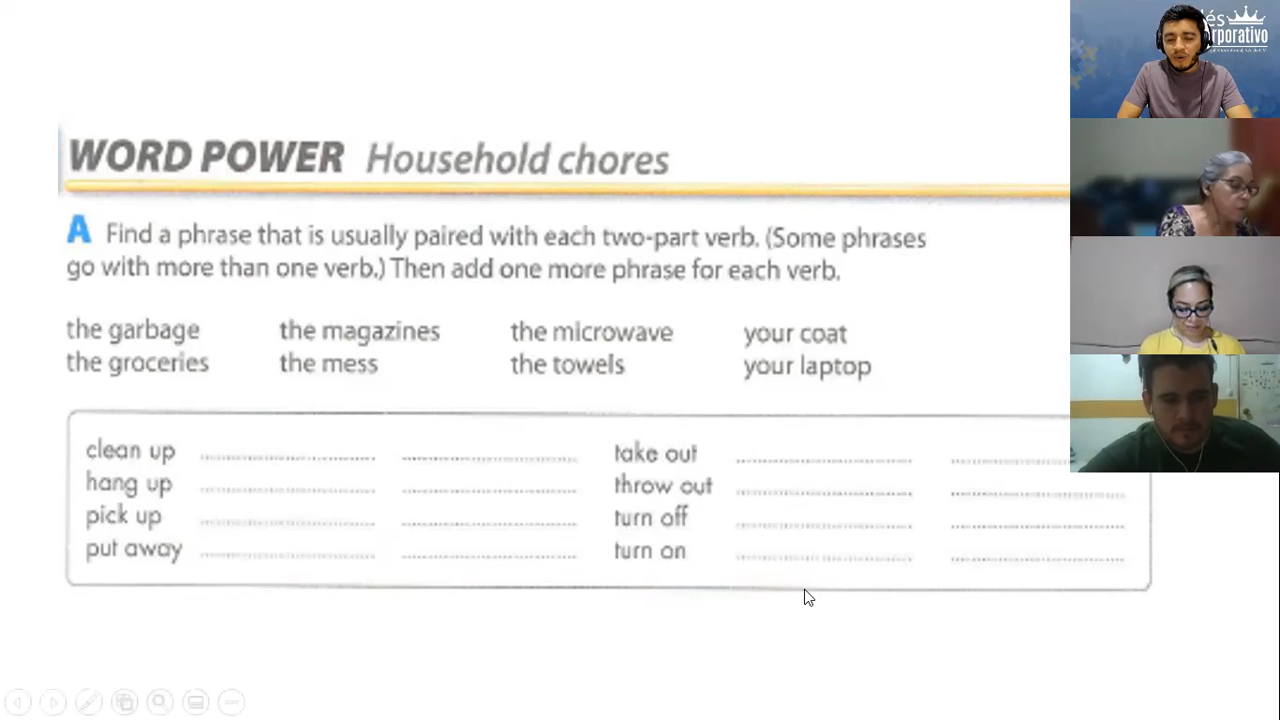 WORD POWER Household chores
A Find a phrase that is usually paired with each two-part verb. (Some phrases
go with more than one verb.) Then add one more phrase for each verb.
the garbage the magazines the microwave your coat
the groceries the mess the towels your laptop
clean up take out
hang up throw out
pick up turn off
put away turn on